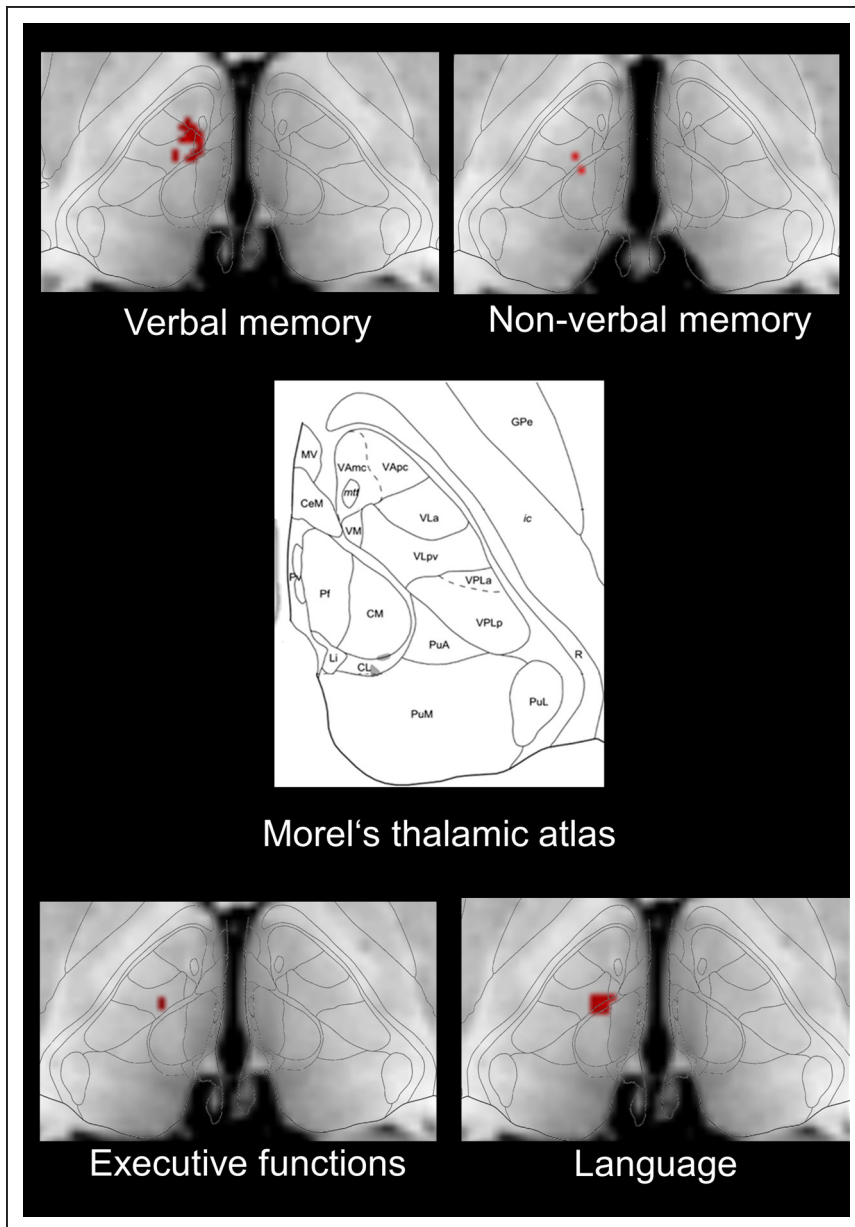 Verbal memory
Non-verbal memory
GPe
MV
VAmc
VApc
mtt
CeM
VLa
ic
VM
VLpv
Pv
VPLa
Pf
CM
VPLp
PuA
Li
CL
R
PuL
PuM
Morel‘s thalamic atlas
Executive functions
Language